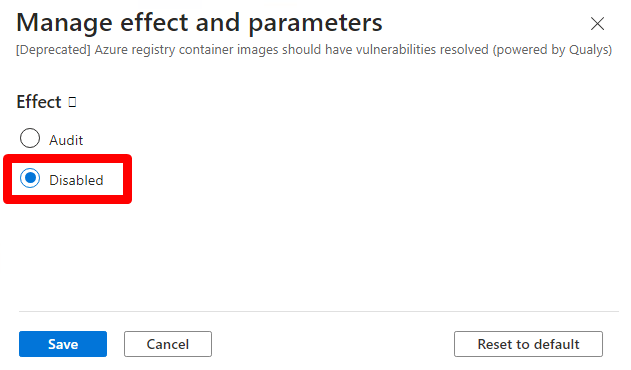 Manage effect and parameters
[Deprecated] Azure registry container images should have vulnerabilities resolved (powered by Qualys)
Effect
Audit
Disabled
Save Cancel Reset to default